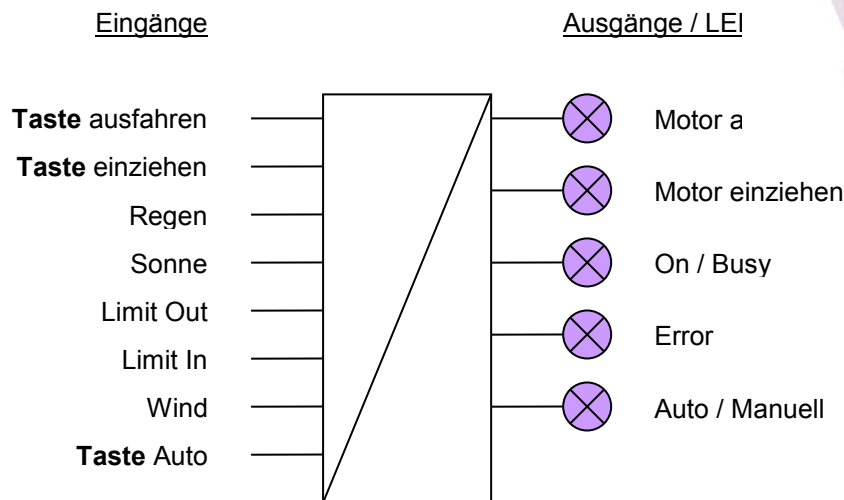 Eingänge
Ausgänge /
Taste ausfahren
Taste einziehen
Regen
Sonne
Limit Out
Limit In
Wind
Taste Auto
Motor a
Motor einziehen
On / Busy
Error
Auto / Manuell